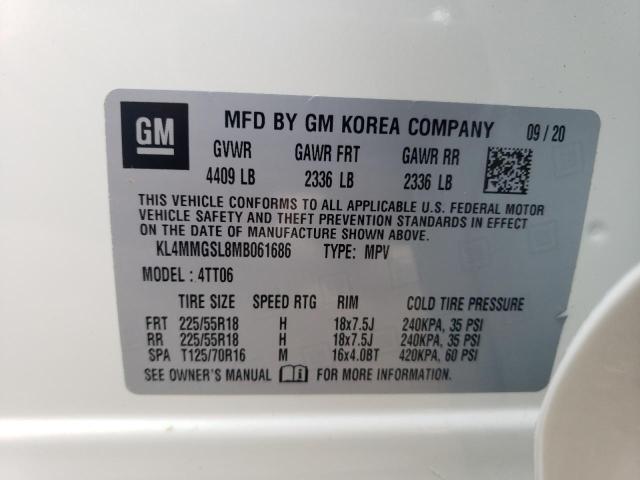 GM
MFD BY GM KOREA COMPANY 09/20
GVWR GAWR FRT GAWR RR
4409 LB 2336 LB 2336 LB
THIS VEHICLE CONFORMS TO ALL APPLICABLE U.S. FEDERAL MOTOR
VEHICLE SAFETY AND THEFT PREVENTION STANDARDS IN EFFECT
ON THE DATE OF MANUFACTURE SHOWN ABOVE.
KL4MMGSL8MB061686 TYPE: MPV
MODEL : 4TT06
TIRE SIZE SPEED RTG RIM COLD TIRE PRESSURE
FRT 225/55R18 H 18x7.5J 240KPA, 35 PSI
RR 225/55R18 H 18x7.5J 240KPA, 35 PSI
SPA T125/70R16 M 16x4.0BT 420KPA, 60 PSI
SEE OWNER'S MANUAL FOR MORE INFORMATION.